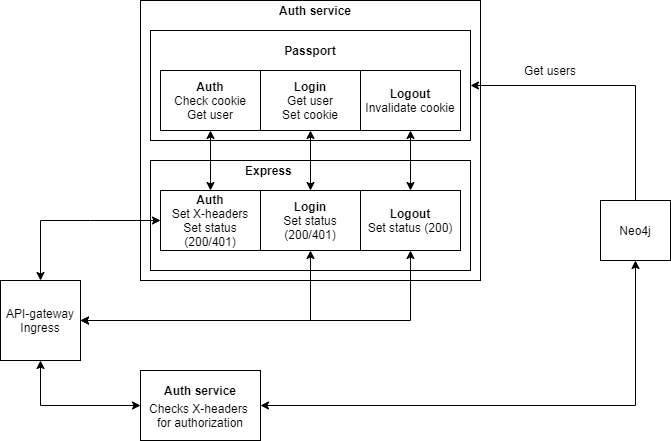 Auth service
Passport
Get users
Auth
Check cookie
Get user
Login
Get user
Set cookie
Logout
Invalidate cookie
Express
Auth
Set X-headers
Set status
(200/401)
Login
Set status
(200/401)
Logout
Set status (200)
Neo4j
API-gateway
Ingress
Auth service
Checks X-headers
for authorization